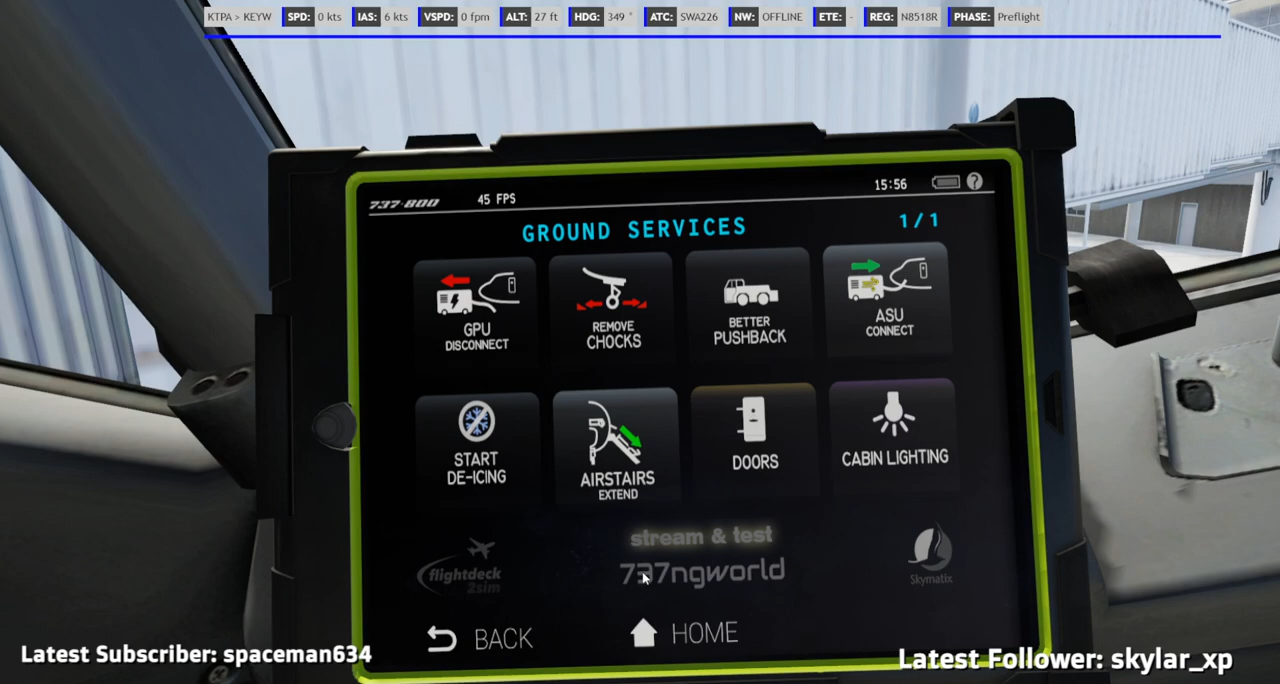 KTPA > KEYW SPD: 0 kts IAS: 6 kts VSPD: 0 fpm ALT: 27 ft HDG: 349 ° ATC: SWA226 NW: OFFLINE ETE: - REG: N8518R PHASE: Preflight
737-800 45 FPS 15:56 ?
GROUND SERVICES 1/1
GPU
DISCONNECT
REMOVE
CHOCKS
BETTER
PUSHBACK
ASU
CONNECT
START
DE-ICING
AIRSTAIRS
EXTEND
DOORS
CABIN LIGHTING
stream & test
flightdeck
2sim
737ngworld
Skymatix
BACK HOME
Latest Subscriber: spaceman634
Latest Follower: skylar_xp